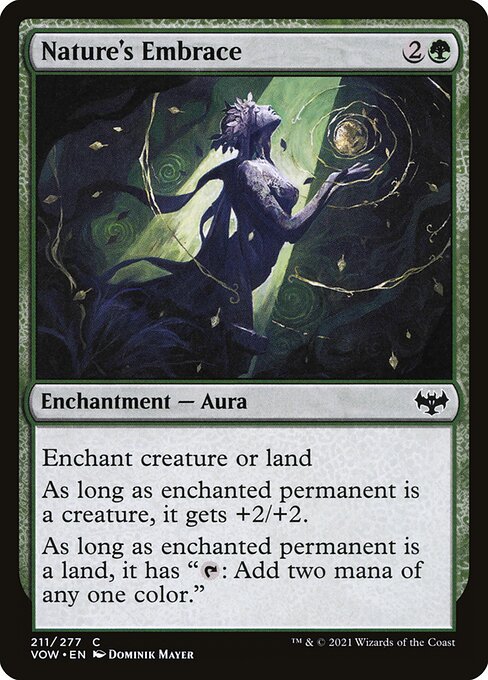 Nature's Embrace 2
Enchantment — Aura
Enchant creature or land
As long as enchanted permanent is
a creature, it gets +2/+2.
As long as enchanted permanent is
a land, it has “: Add two mana of
any one color.”
211/277 C
VOW • EN Dominik Mayer
™ & © 2021 Wizards of the Coast